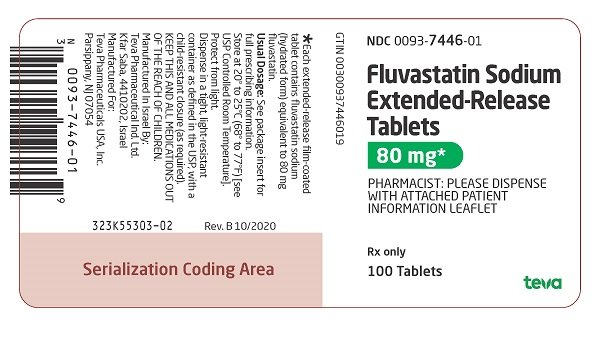 NDC 0093-7446-01
Fluvastatin Sodium
Extended-Release
Tablets
80 mg*
PHARMACIST: PLEASE DISPENSE
WITH ATTACHED PATIENT
INFORMATION LEAFLET
Rx only
100 Tablets
teva
GTIN 00300937446019
*Each extended-release film-coated
tablet contains fluvastatin sodium
(hydrated form) equivalent to 80 mg
fluvastatin.
Usual Dosage: See package insert for
full prescribing information.
Store at 20° to 25°C (68° to 77°F) [see
USP Controlled Room Temperature].
Protect from light.
Dispense in a tight, light-resistant
container as defined in the USP, with a
child-resistant closure (as required).
KEEP THIS AND ALL MEDICATIONS OUT
OF THE REACH OF CHILDREN.
Manufactured In Israel By:
Teva Pharmaceutical Ind. Ltd.
Kfar Saba, 4410202, Israel
Manufactured For:
Teva Pharmaceuticals USA, Inc.
Parsippany, NJ 07054
N
3 0093-7446-01 9
323K55303-02 Rev. B 10/2020
Serialization Coding Area